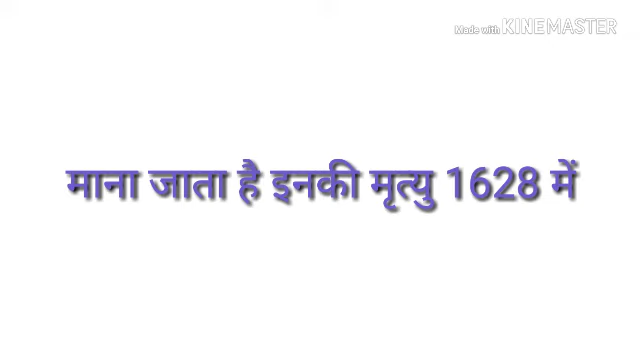 Made with KINEMASTER
माना जाता है इनकी मृत्यु 1628 में